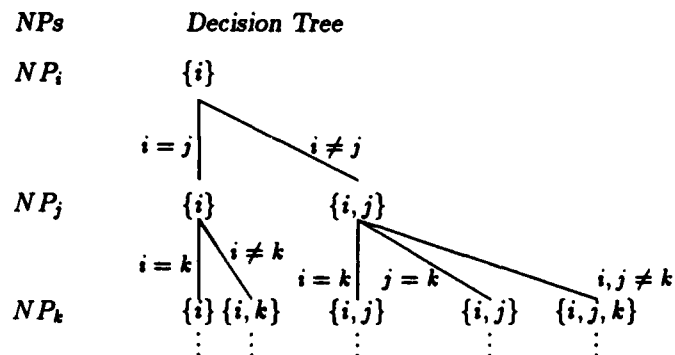 NPs Decision Tree
NP_i {i}
i = j i ≠ j
NP_j {i} {i, j}
i = k i ≠ k i = k j = k i, j ≠ k
NP_k {i} {i, k} {i, j} {i, j} {i, j, k}
⋮ ⋮ ⋮ ⋮ ⋮